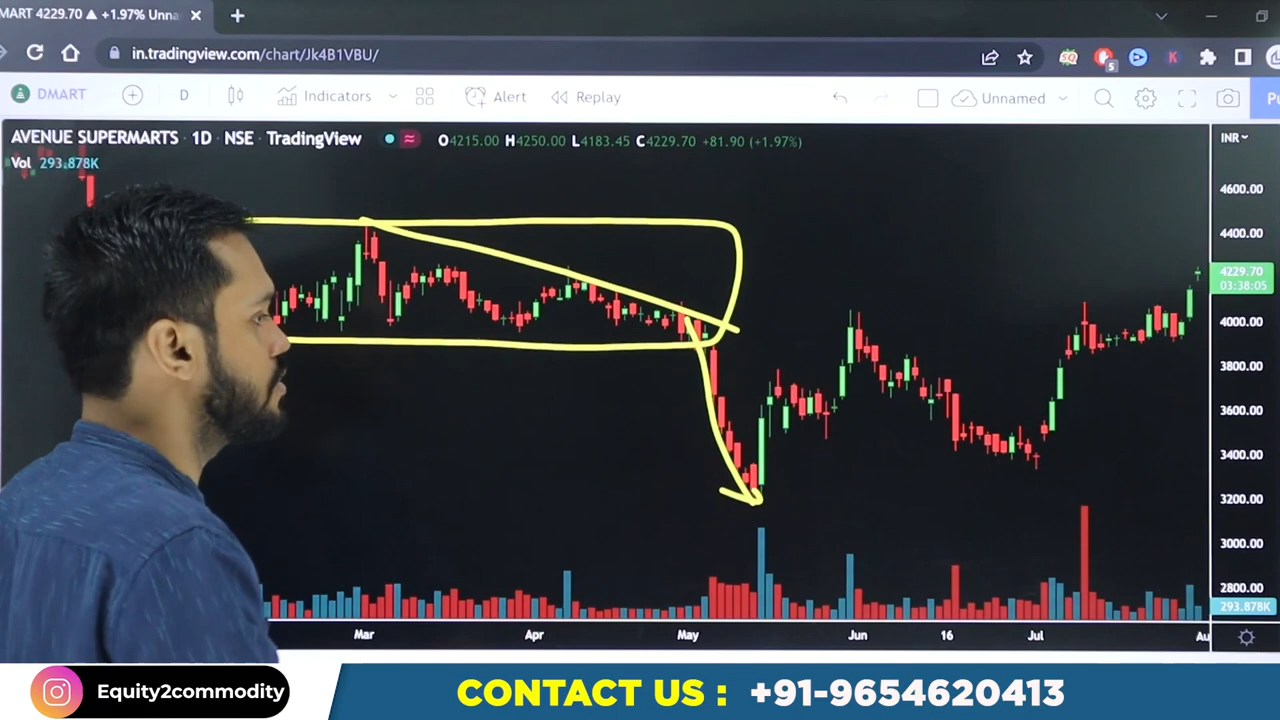 MART 4229.70 ▲ +1.97% Unna
in.tradingview.com/chart/Jk4B1VBU/
DMART D Indicators Alert Replay Unnamed
AVENUE SUPERMARTS · 1D · NSE · TradingView O4215.00 H4250.00 L4183.45 C4229.70 +81.90 (+1.97%) INR
Vol 293.878K
4600.00
4400.00
4229.70
03:38:05
4000.00
3800.00
3600.00
3400.00
3200.00
3000.00
2800.00
293.878K
Mar Apr May Jun 16 Jul Au
Equity2commodity
CONTACT US : +91-9654620413